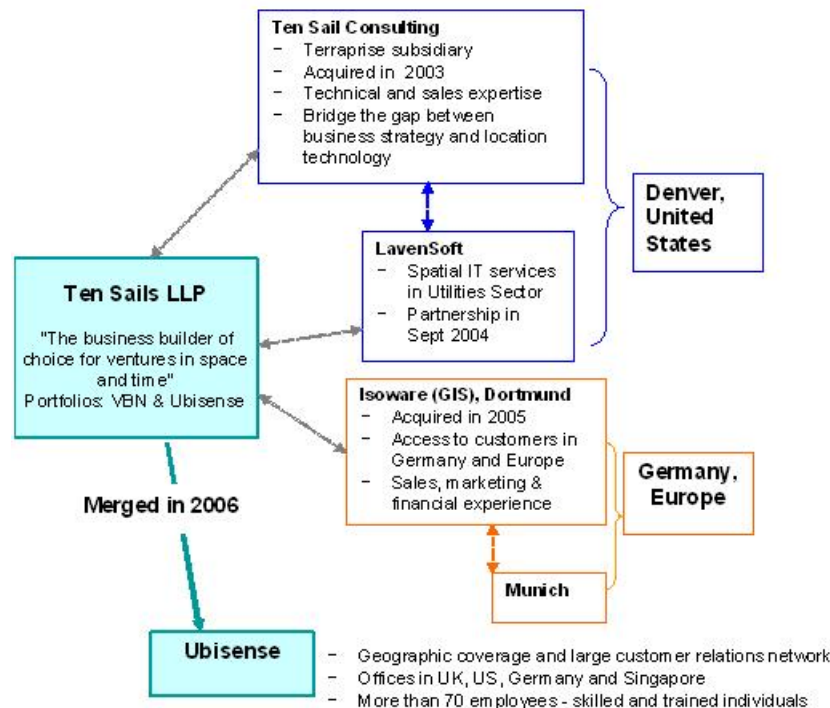 Ten Sail Consulting
- Terraprise subsidiary
- Acquired in 2003
- Technical and sales expertise
- Bridge the gap between
business strategy and location
technology
Denver,
United
States
LavenSoft
- Spatial IT services
in Utilities Sector
- Partnership in
Sept 2004
Ten Sails LLP
"The business builder of
choice for ventures in space
and time"
Portfolios: VBN & Ubisense
Isoware (GIS), Dortmund
- Acquired in 2005
- Access to customers in
Germany and Europe
- Sales, marketing &
financial experience
Germany,
Europe
Merged in 2006
Munich
Ubisense
- Geographic coverage and large customer relations network
- Offices in UK, US, Germany and Singapore
- More than 70 employees - skilled and trained individuals